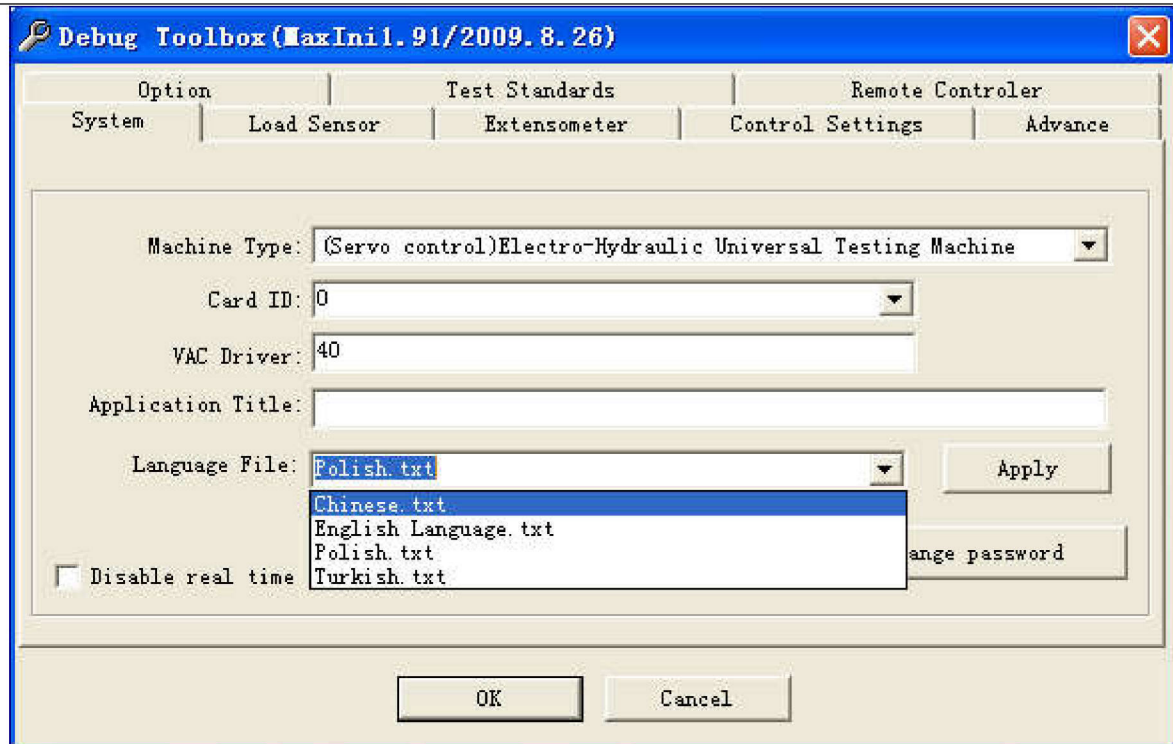 Debug Toolbox(MaxIni1.91/2009.8.26)
Option Test Standards Remote Controler
System Load Sensor Extensometer Control Settings Advance
Machine Type: (Servo control)Electro-Hydraulic Universal Testing Machine
Card ID: 0
VAC Driver: 40
Application Title:
Language File: Polish.txt Apply
Chinese.txt
English Language.txt
Polish.txt ange password
Disable real time Turkish.txt
OK Cancel